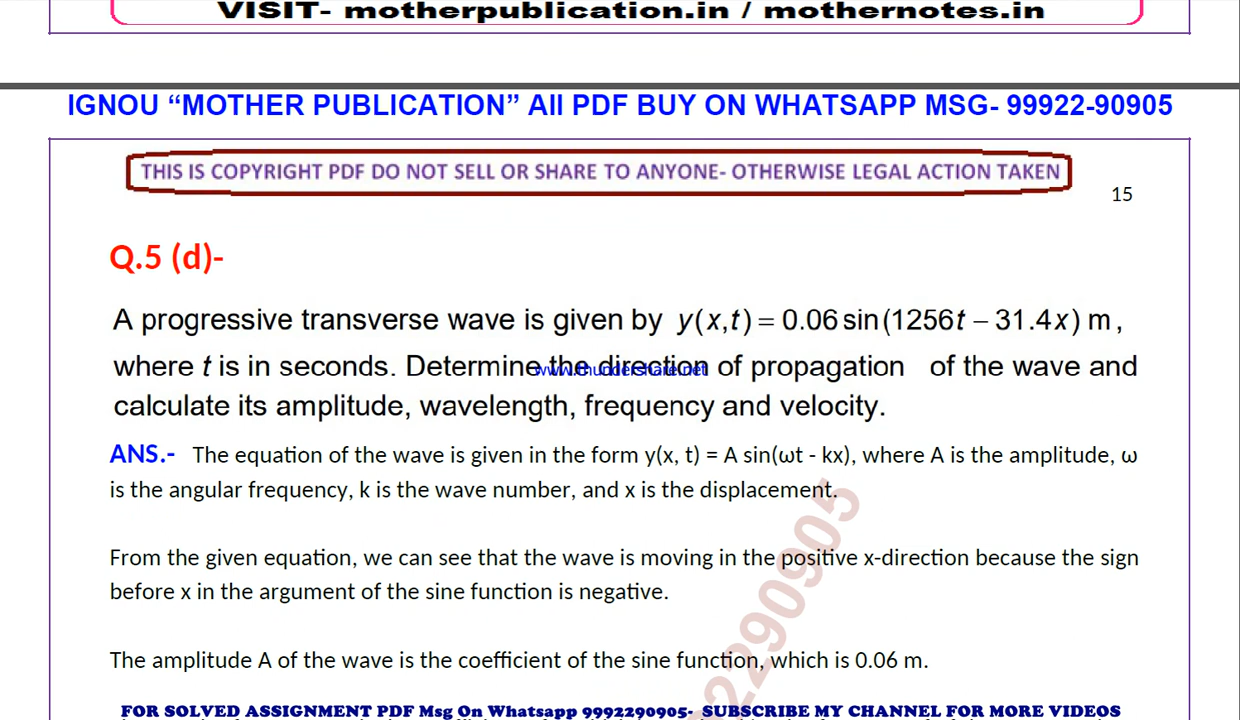 VISIT- motherpublication.in / mothernotes.in
IGNOU “MOTHER PUBLICATION” All PDF BUY ON WHATSAPP MSG- 99922-90905
THIS IS COPYRIGHT PDF DO NOT SELL OR SHARE TO ANYONE- OTHERWISE LEGAL ACTION TAKEN
15
Q.5 (d)-
A progressive transverse wave is given by y(x,t) = 0.06 sin(1256t – 31.4x) m,
where t is in seconds. Determine the direction of propagation of the wave and
www.thundershare.net
calculate its amplitude, wavelength, frequency and velocity.
ANS.- The equation of the wave is given in the form y(x, t) = A sin(ωt - kx), where A is the amplitude, ω
is the angular frequency, k is the wave number, and x is the displacement.
From the given equation, we can see that the wave is moving in the positive x-direction because the sign
before x in the argument of the sine function is negative.
The amplitude A of the wave is the coefficient of the sine function, which is 0.06 m.
2290905
FOR SOLVED ASSIGNMENT PDF Msg On Whatsapp 9992290905- SUBSCRIBE MY CHANNEL FOR MORE VIDEOS